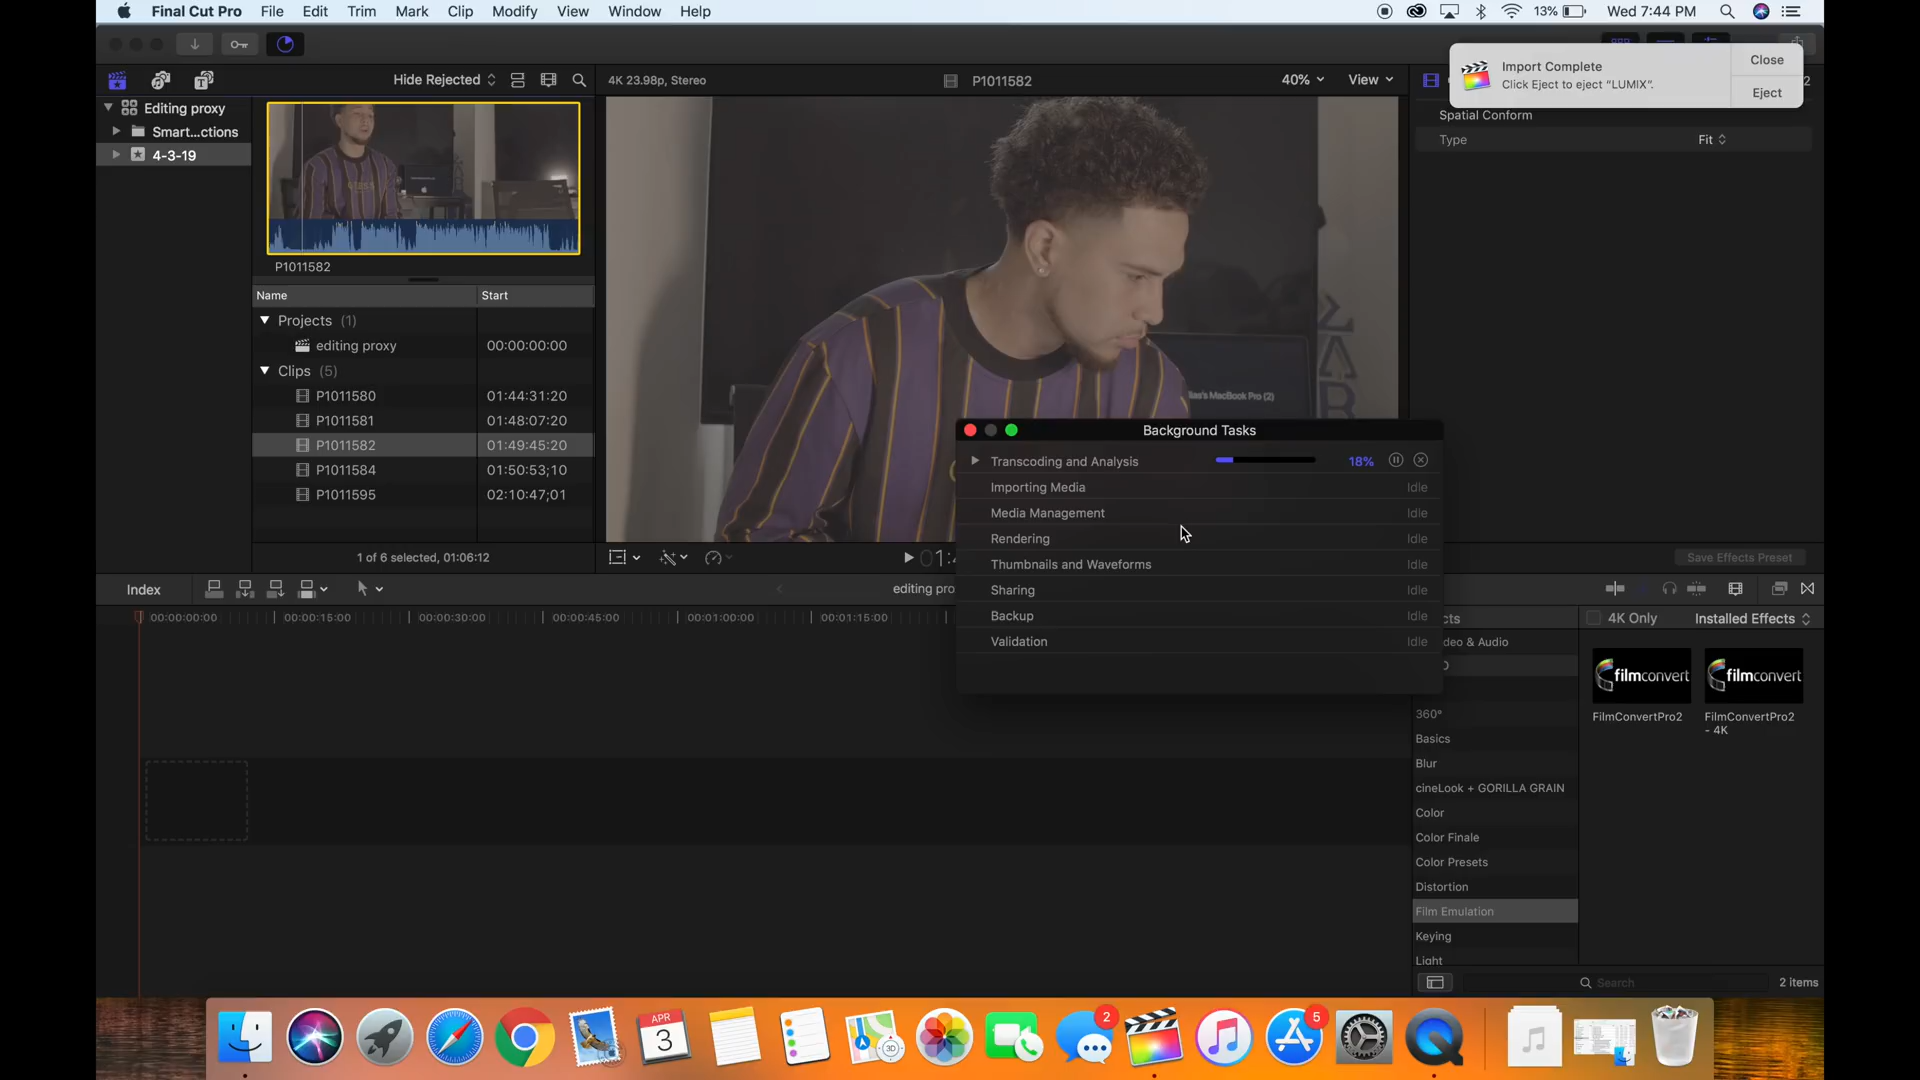 Final Cut Pro File Edit Trim Mark Clip Modify View Window Help
13% Wed 7:44 PM
Import Complete
Click Eject to eject “LUMIX”.
Close
Eject
Hide Rejected
4K 23.98p, Stereo
P1011582
40%
View
2
Editing proxy
Smart...ctions
4-3-19
P1011582
Spatial Conform
Type Fit
Name Start
Projects (1)
editing proxy 00:00:00:00
Clips (5)
P1011580 01:44:31:20
P1011581 01:48:07:20
P1011582 01:49:45:20
P1011584 01:50:53;10
P1011595 02:10:47;01
1 of 6 selected, 01:06:12
GUESS
Background Tasks
Transcoding and Analysis 18%
Importing Media Idle
Media Management Idle
Rendering Idle
Thumbnails and Waveforms Idle
Sharing Idle
Backup Idle
Validation Idle
Save Effects Preset
Index
editing pro
00:00:00:00 00:00:15:00 00:00:30:00 00:00:45:00 00:01:00:00 00:01:15:00
cts
4K Only
Installed Effects
deo & Audio
360°
Basics
Blur
cineLook + GORILLA GRAIN
Color
Color Finale
Color Presets
Distortion
Film Emulation
Keying
Light
filmconvert
FilmConvertPro2
filmconvert
FilmConvertPro2
- 4K
Search
2 items
APR
3
3D
2
5